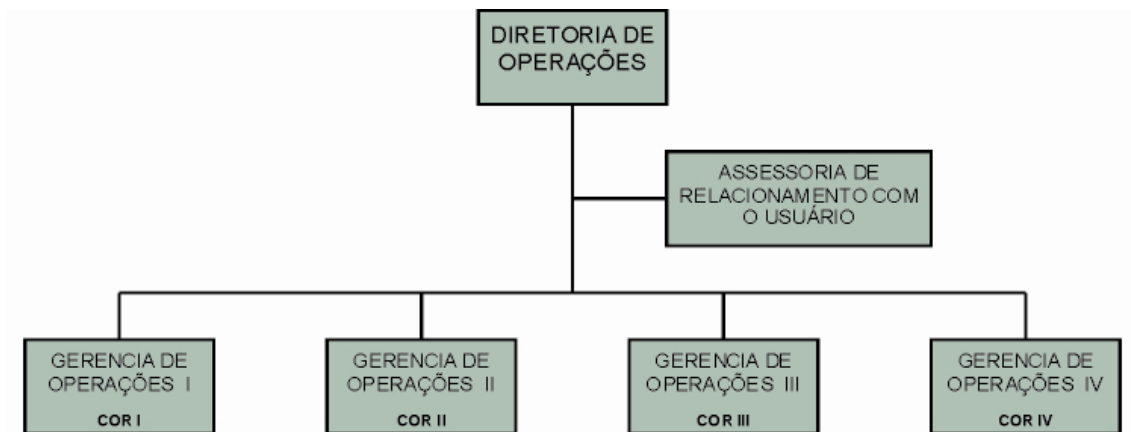 DIRETORIA DE
OPERAÇÕES
ASSESSORIA DE
RELACIONAMENTO COM
O USUÁRIO
GERENCIA DE
OPERAÇÕES I
COR I
GERENCIA DE
OPERAÇÕES II
COR II
GERENCIA DE
OPERAÇÕES III
COR III
GERENCIA DE
OPERAÇÕES IV
COR IV